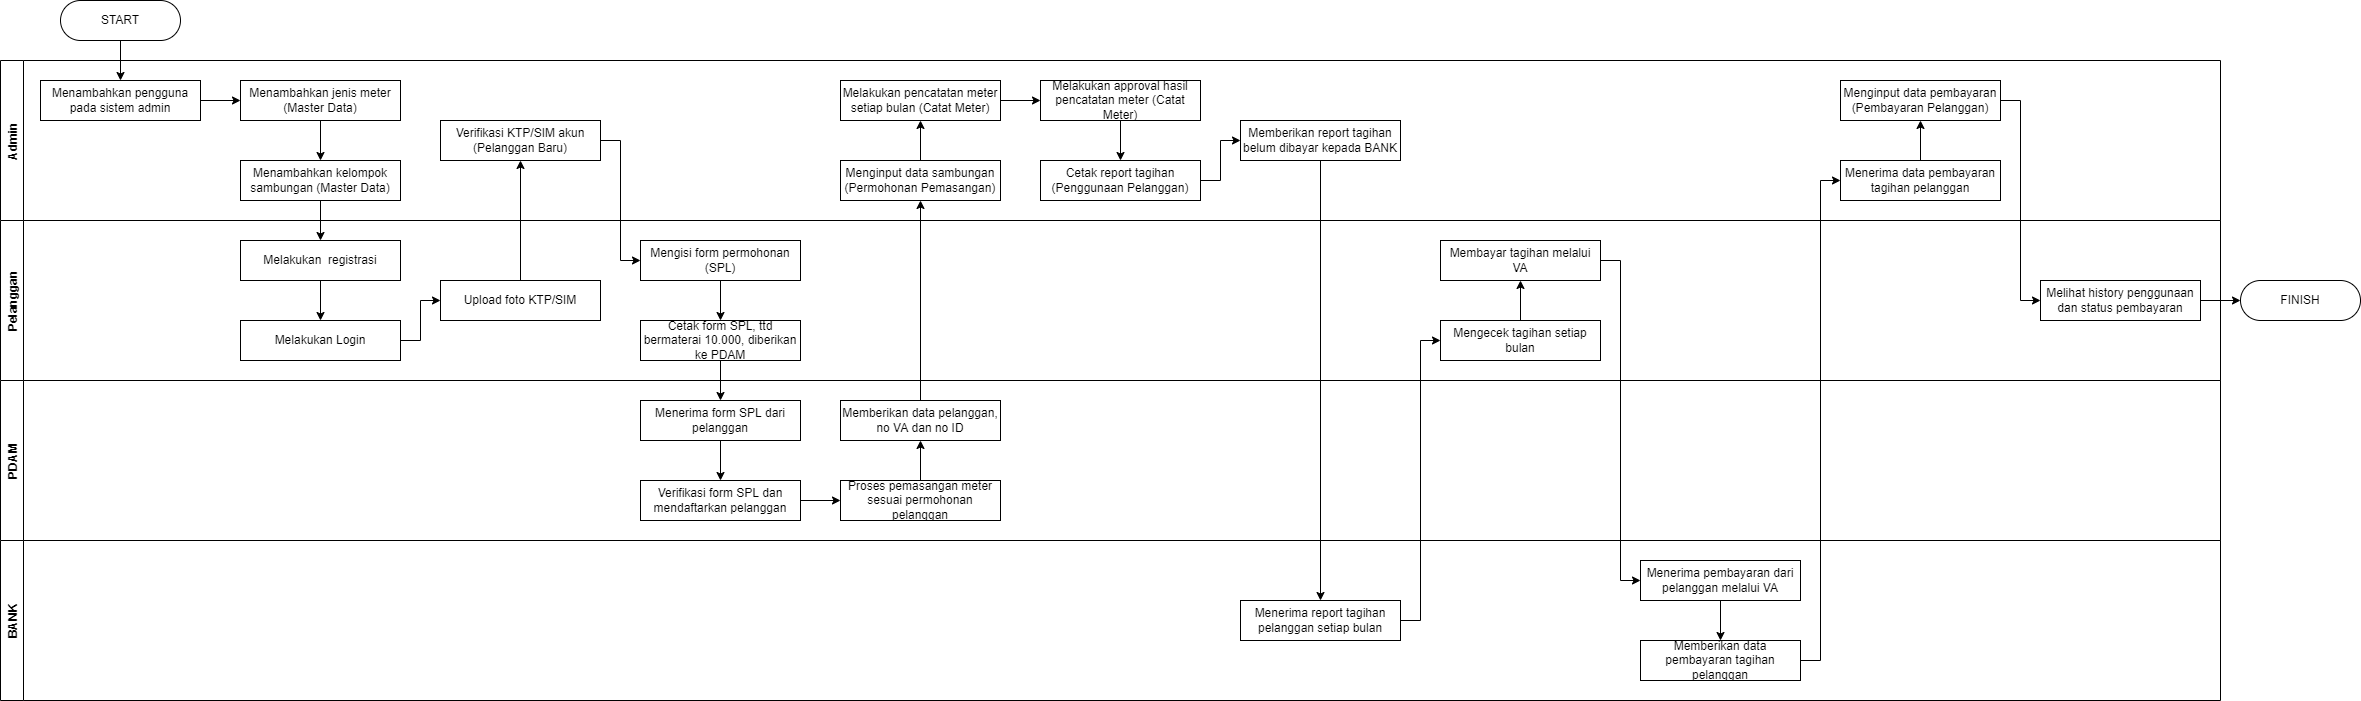 START
Admin
Menambahkan pengguna
pada sistem admin
Menambahkan jenis meter
(Master Data)
Menambahkan kelompok
sambungan (Master Data)
Verifikasi KTP/SIM akun
(Pelanggan Baru)
Melakukan pencatatan meter
setiap bulan (Catat Meter)
Menginput data sambungan
(Permohonan Pemasangan)
Melakukan approval hasil
pencatatan meter (Catat
Meter)
Cetak report tagihan
(Penggunaan Pelanggan)
Memberikan report tagihan
belum dibayar kepada BANK
Menginput data pembayaran
(Pembayaran Pelanggan)
Menerima data pembayaran
tagihan pelanggan
Pelanggan
Melakukan  registrasi
Melakukan Login
Upload foto KTP/SIM
Mengisi form permohonan
(SPL)
Cetak form SPL, ttd
bermaterai 10.000, diberikan
ke PDAM
Membayar tagihan melalui
VA
Mengecek tagihan setiap
bulan
Melihat history penggunaan
dan status pembayaran
FINISH
PDAM
Menerima form SPL dari
pelanggan
Verifikasi form SPL dan
mendaftarkan pelanggan
Memberikan data pelanggan,
no VA dan no ID
Proses pemasangan meter
sesuai permohonan
pelanggan
BANK
Menerima report tagihan
pelanggan setiap bulan
Menerima pembayaran dari
pelanggan melalui VA
Memberikan data
pembayaran tagihan
pelanggan